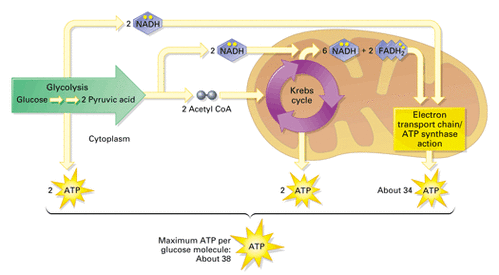 2 NADH
2 NADH
6 NADH + 2 FADH₂
Glycolysis
Glucose 2 Pyruvic acid
2 Acetyl CoA
Krebs
cycle
Electron
transport chain/
ATP synthase
action
Cytoplasm
2 ATP
2 ATP
About 34 ATP
Maximum ATP per
glucose molecule:
About 38
ATP